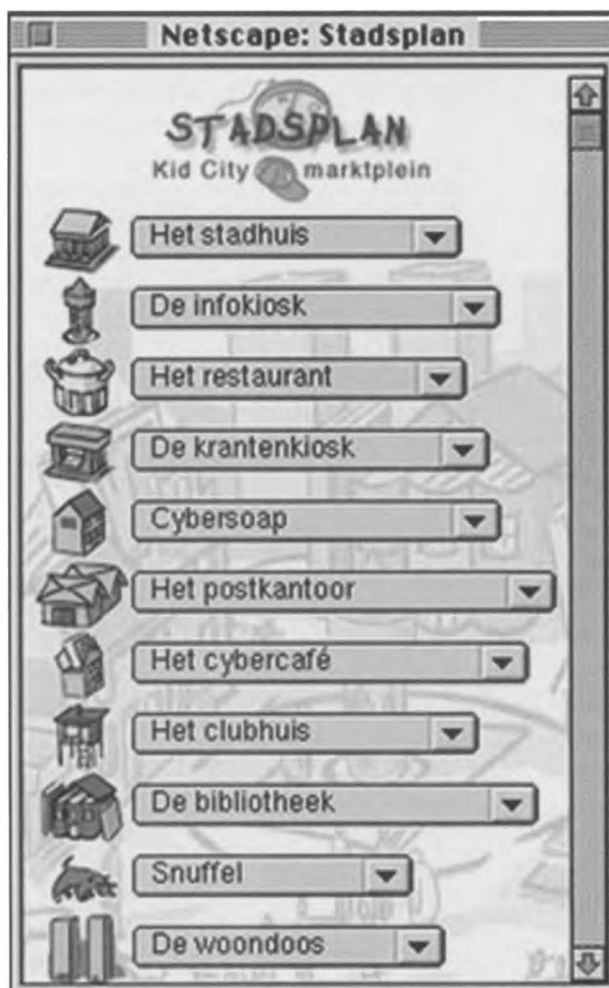 Netscape: Stadsplan
STADSPLAN
Kid City marktplein
Het stadhuis
De infokiosk
Het restaurant
De krantenkiosk
Cybersoap
Het postkantoor
Het cybercafé
Het clubhuis
De bibliotheek
Snuffel
De woondoos